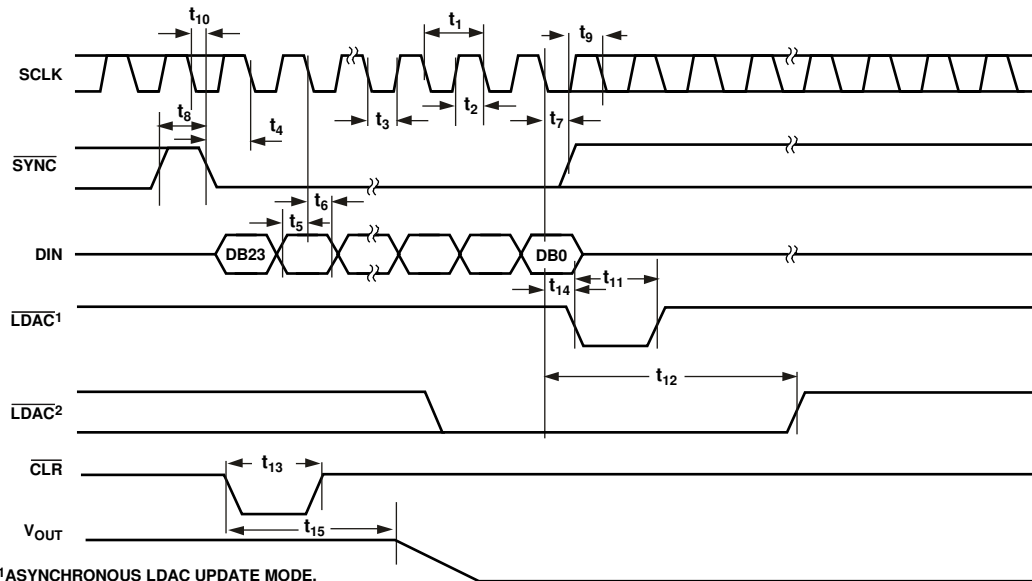 t10
t1
t9
SCLK
t2
t3
t7
t8
t4
SYNC
t6
t5
DIN
DB23
DB0
t11
t14
LDAC1
t12
LDAC2
CLR
t13
t15
VOUT
1ASYNCHRONOUS LDAC UPDATE MODE.